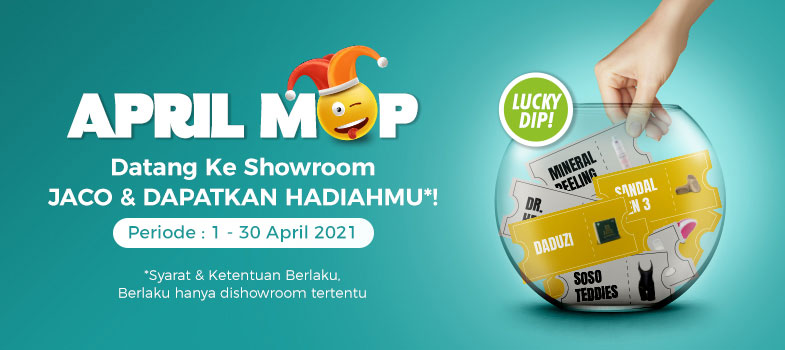 APRIL MOP
Datang Ke Showroom
JACO & DAPATKAN HADIAHMU*!
Periode : 1 - 30 April 2021
*Syarat & Ketentuan Berlaku,
Berlaku hanya dishowroom tertentu
LUCKY
DIP!
MINERAL
PEELING
DR.
SANDAL
DADUZI
SOSO
TEDDIES